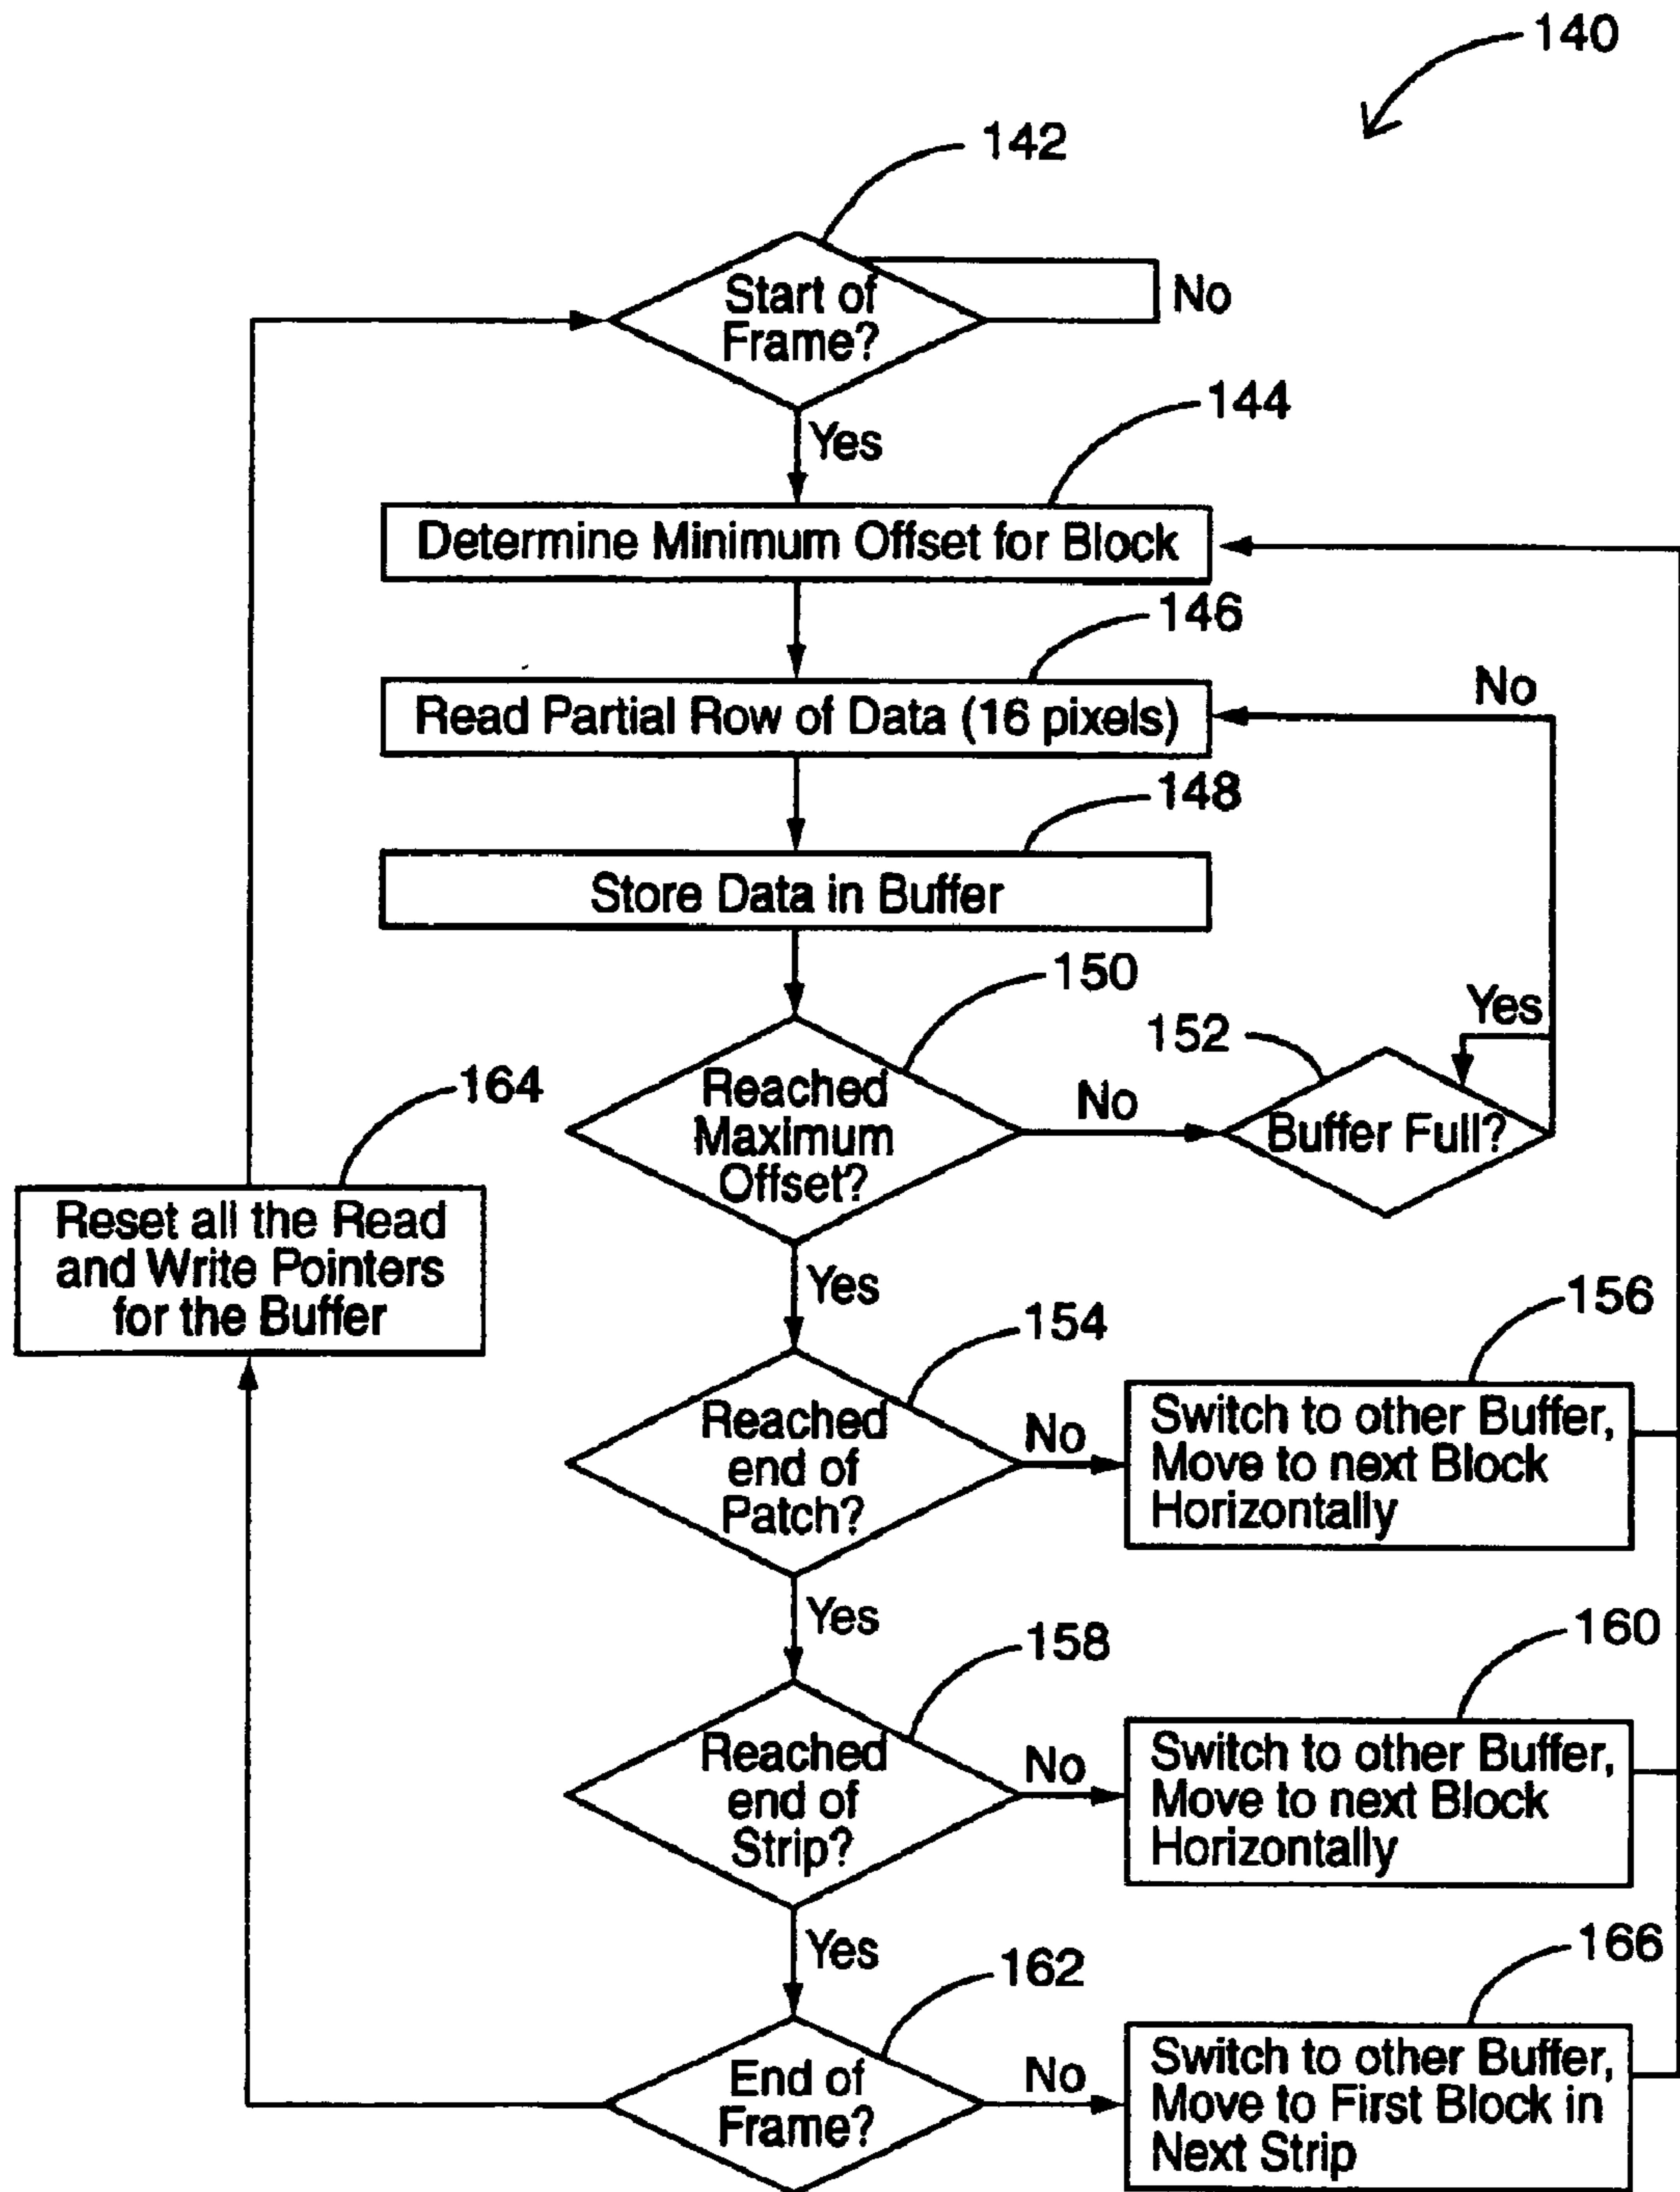 140
142
Start of
Frame?
No
Yes
144
Determine Minimum Offset for Block
146
Read Partial Row of Data (16 pixels)
No
148
Store Data in Buffer
150
Reached
Maximum
Offset?
No
152
Yes
Buffer Full?
164
Reset all the Read
and Write Pointers
for the Buffer
Yes
154
Reached
end of
Patch?
No
156
Switch to other Buffer,
Move to next Block
Horizontally
Yes
158
Reached
end of
Strip?
No
160
Switch to other Buffer,
Move to next Block
Horizontally
Yes
162
End of
Frame?
No
166
Switch to other Buffer,
Move to First Block in
Next Strip